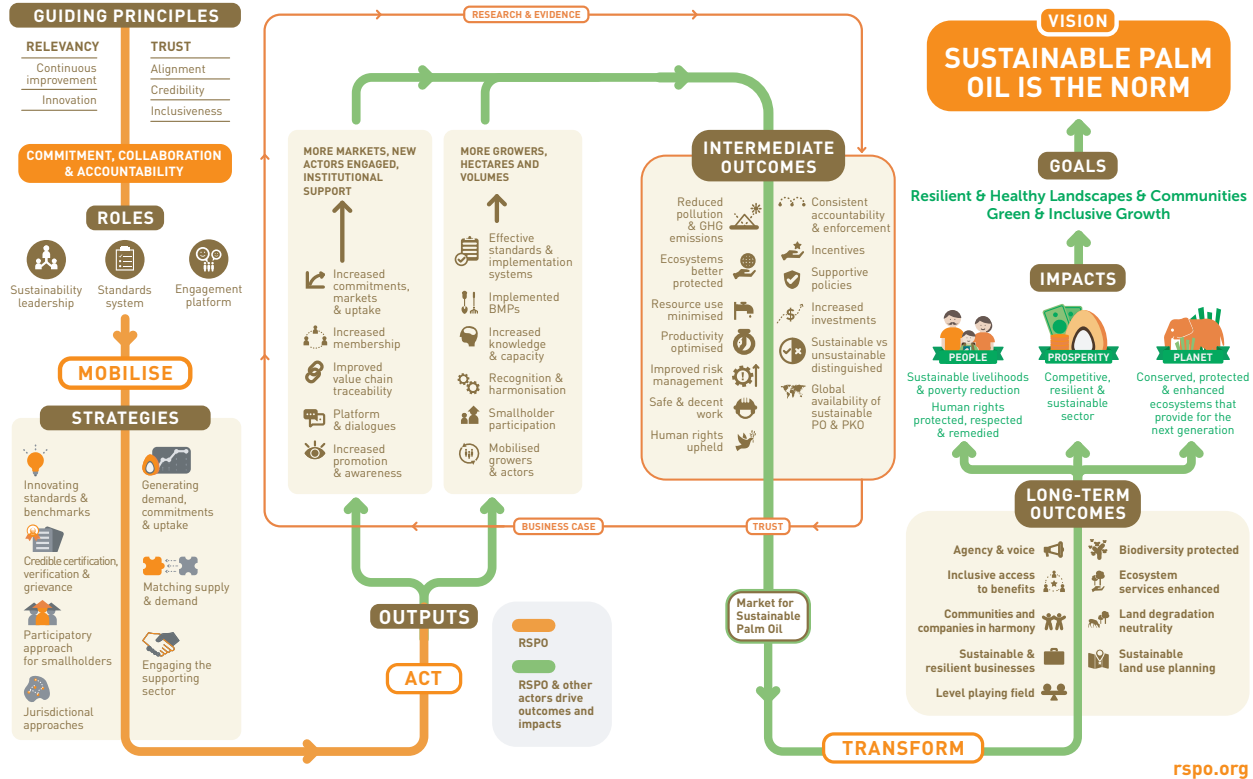 GUIDING PRINCIPLES
RELEVANCY
Continuous
improvement
Innovation
TRUST
Alignment
Credibility
Inclusiveness
COMMITMENT, COLLABORATION
& ACCOUNTABILITY
ROLES
Sustainability
leadership
Standards
system
Engagement
platform
MOBILISE
STRATEGIES
Innovating
standards &
benchmarks
Credible certification,
verification &
grievance
Participatory
approach
for smallholders
Jurisdictional
approaches
Generating
demand,
commitments
& uptake
Matching supply
& demand
Engaging the
supporting
sector
RESEARCH & EVIDENCE
MORE MARKETS, NEW
ACTORS ENGAGED,
INSTITUTIONAL
SUPPORT
Increased
commitments,
markets
& uptake
Increased
membership
Improved
value chain
traceability
Platform
& dialogues
Increased
promotion
& awareness
MORE GROWERS,
HECTARES AND
VOLUMES
Effective
standards &
implementation
systems
Implemented
BMPs
Increased
knowledge
& capacity
Recognition &
harmonisation
Smallholder
participation
Mobilised
growers
& actors
BUSINESS CASE
TRUST
OUTPUTS
ACT
RSPO
RSPO & other
actors drive
outcomes and
impacts
INTERMEDIATE
OUTCOMES
Reduced
pollution
& GHG
emissions
Ecosystems
better
protected
Resource use
minimised
Productivity
optimised
Improved risk
management
Safe & decent
work
Human rights
upheld
Consistent
accountability
& enforcement
Incentives
Supportive
policies
Increased
investments
Sustainable vs
unsustainable
distinguished
Global
availability of
sustainable
PO & PKO
Market for
Sustainable
Palm Oil
TRANSFORM
VISION
SUSTAINABLE PALM
OIL IS THE NORM
GOALS
Resilient & Healthy Landscapes & Communities
Green & Inclusive Growth
IMPACTS
PEOPLE
Sustainable livelihoods
& poverty reduction
Human rights
protected, respected
& remedied
PROSPERITY
Competitive,
resilient &
sustainable
sector
PLANET
Conserved, protected
& enhanced
ecosystems that
provide for the
next generation
LONG-TERM
OUTCOMES
Agency & voice
Inclusive access
to benefits
Communities and
companies in harmony
Sustainable &
resilient businesses
Level playing field
Biodiversity protected
Ecosystem
services enhanced
Land degradation
neutrality
Sustainable
land use planning
rspo.org